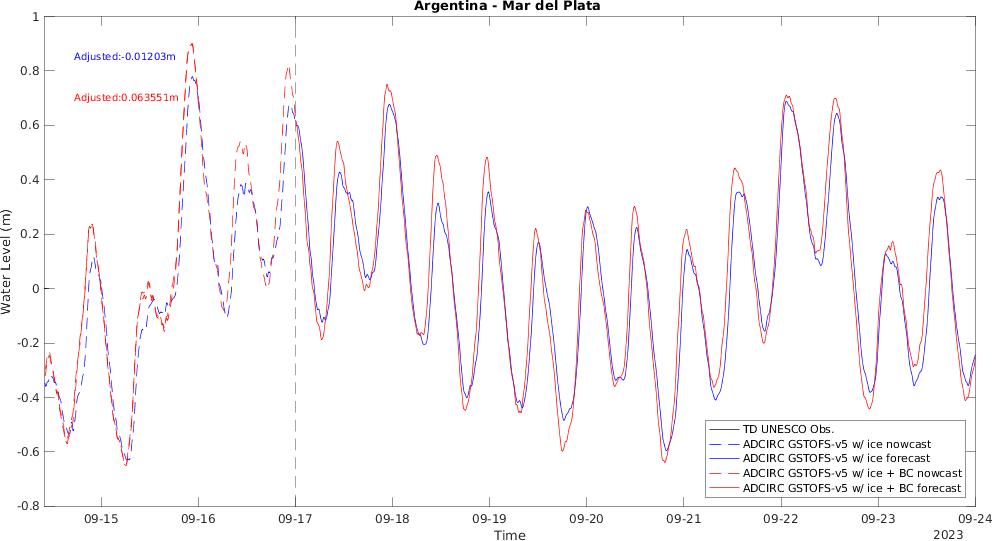 Argentina - Mar del Plata
Adjusted:-0.01203m
Adjusted:0.063551m
Water Level (m)
1
0.8
0.6
0.4
0.2
0
-0.2
-0.4
-0.6
-0.8
TD UNESCO Obs.
ADCIRC GSTOFS-v5 w/ ice nowcast
ADCIRC GSTOFS-v5 w/ ice forecast
ADCIRC GSTOFS-v5 w/ ice + BC nowcast
ADCIRC GSTOFS-v5 w/ ice + BC forecast
09-15 09-16 09-17 09-18 09-19 09-20 09-21 09-22 09-23 09-24
Time
2023